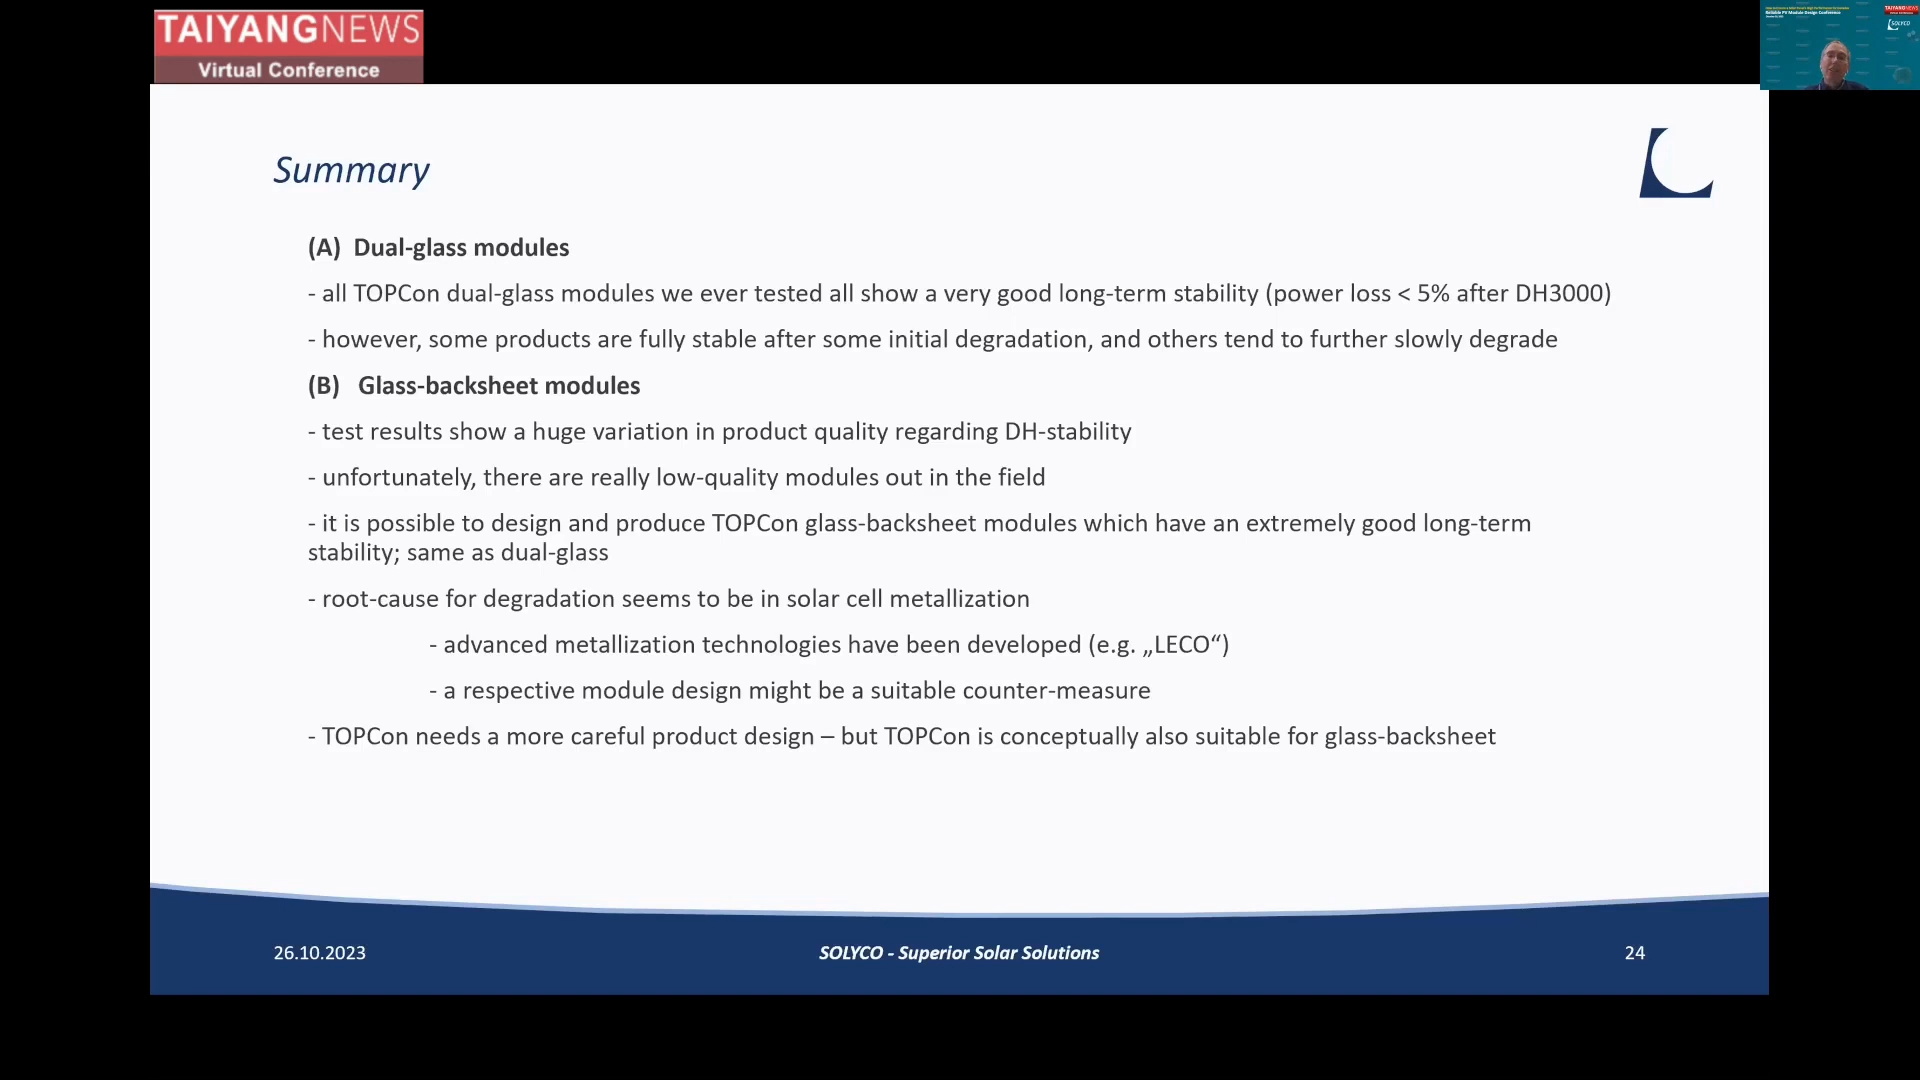 TAIYANGNEWS
Virtual Conference
TAIYANGNEWS
Reliable PV Module Design Conference
SOLYCO
Summary
(A) Dual-glass modules
- all TOPCon dual-glass modules we ever tested all show a very good long-term stability (power loss < 5% after DH3000)
- however, some products are fully stable after some initial degradation, and others tend to further slowly degrade
(B) Glass-backsheet modules
- test results show a huge variation in product quality regarding DH-stability
- unfortunately, there are really low-quality modules out in the field
- it is possible to design and produce TOPCon glass-backsheet modules which have an extremely good long-term
stability; same as dual-glass
- root-cause for degradation seems to be in solar cell metallization
- advanced metallization technologies have been developed (e.g. „LECO“)
- a respective module design might be a suitable counter-measure
- TOPCon needs a more careful product design – but TOPCon is conceptually also suitable for glass-backsheet
26.10.2023
SOLYCO - Superior Solar Solutions
24